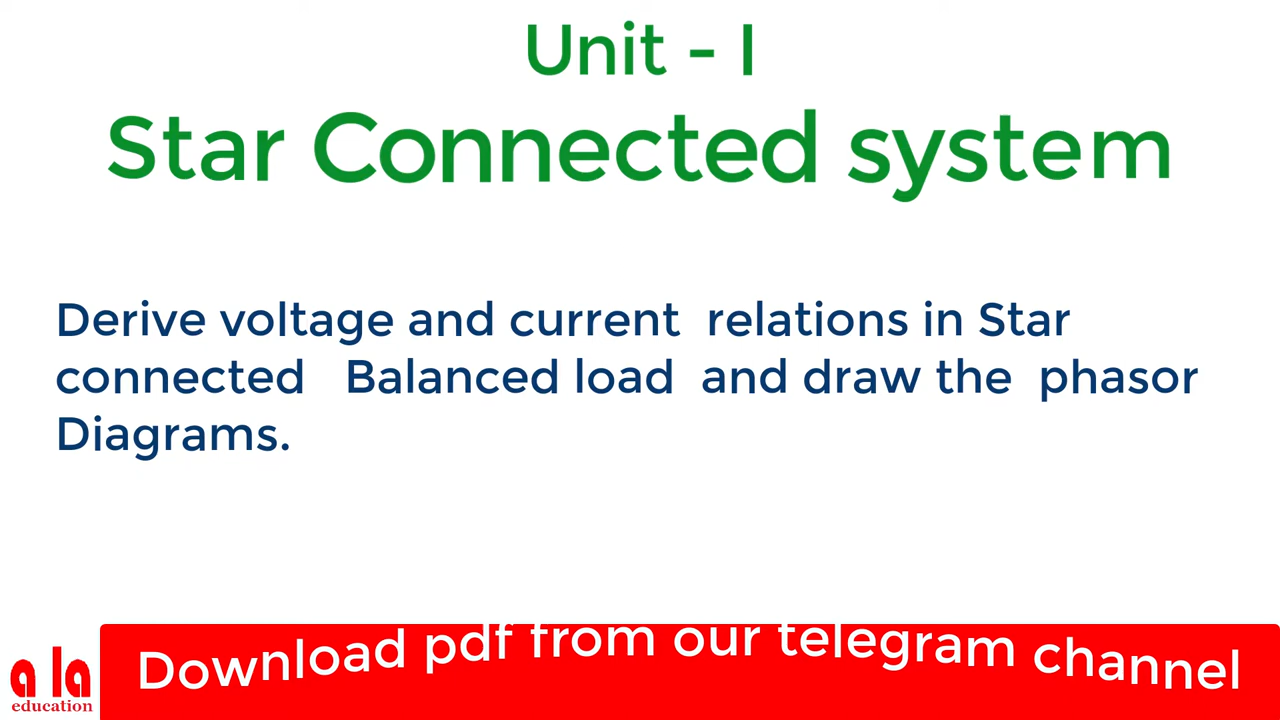 Unit - I
Star Connected system
Derive voltage and current relations in Star
connected Balanced load and draw the phasor
Diagrams.
Download pdf from our telegram channel
a la
education